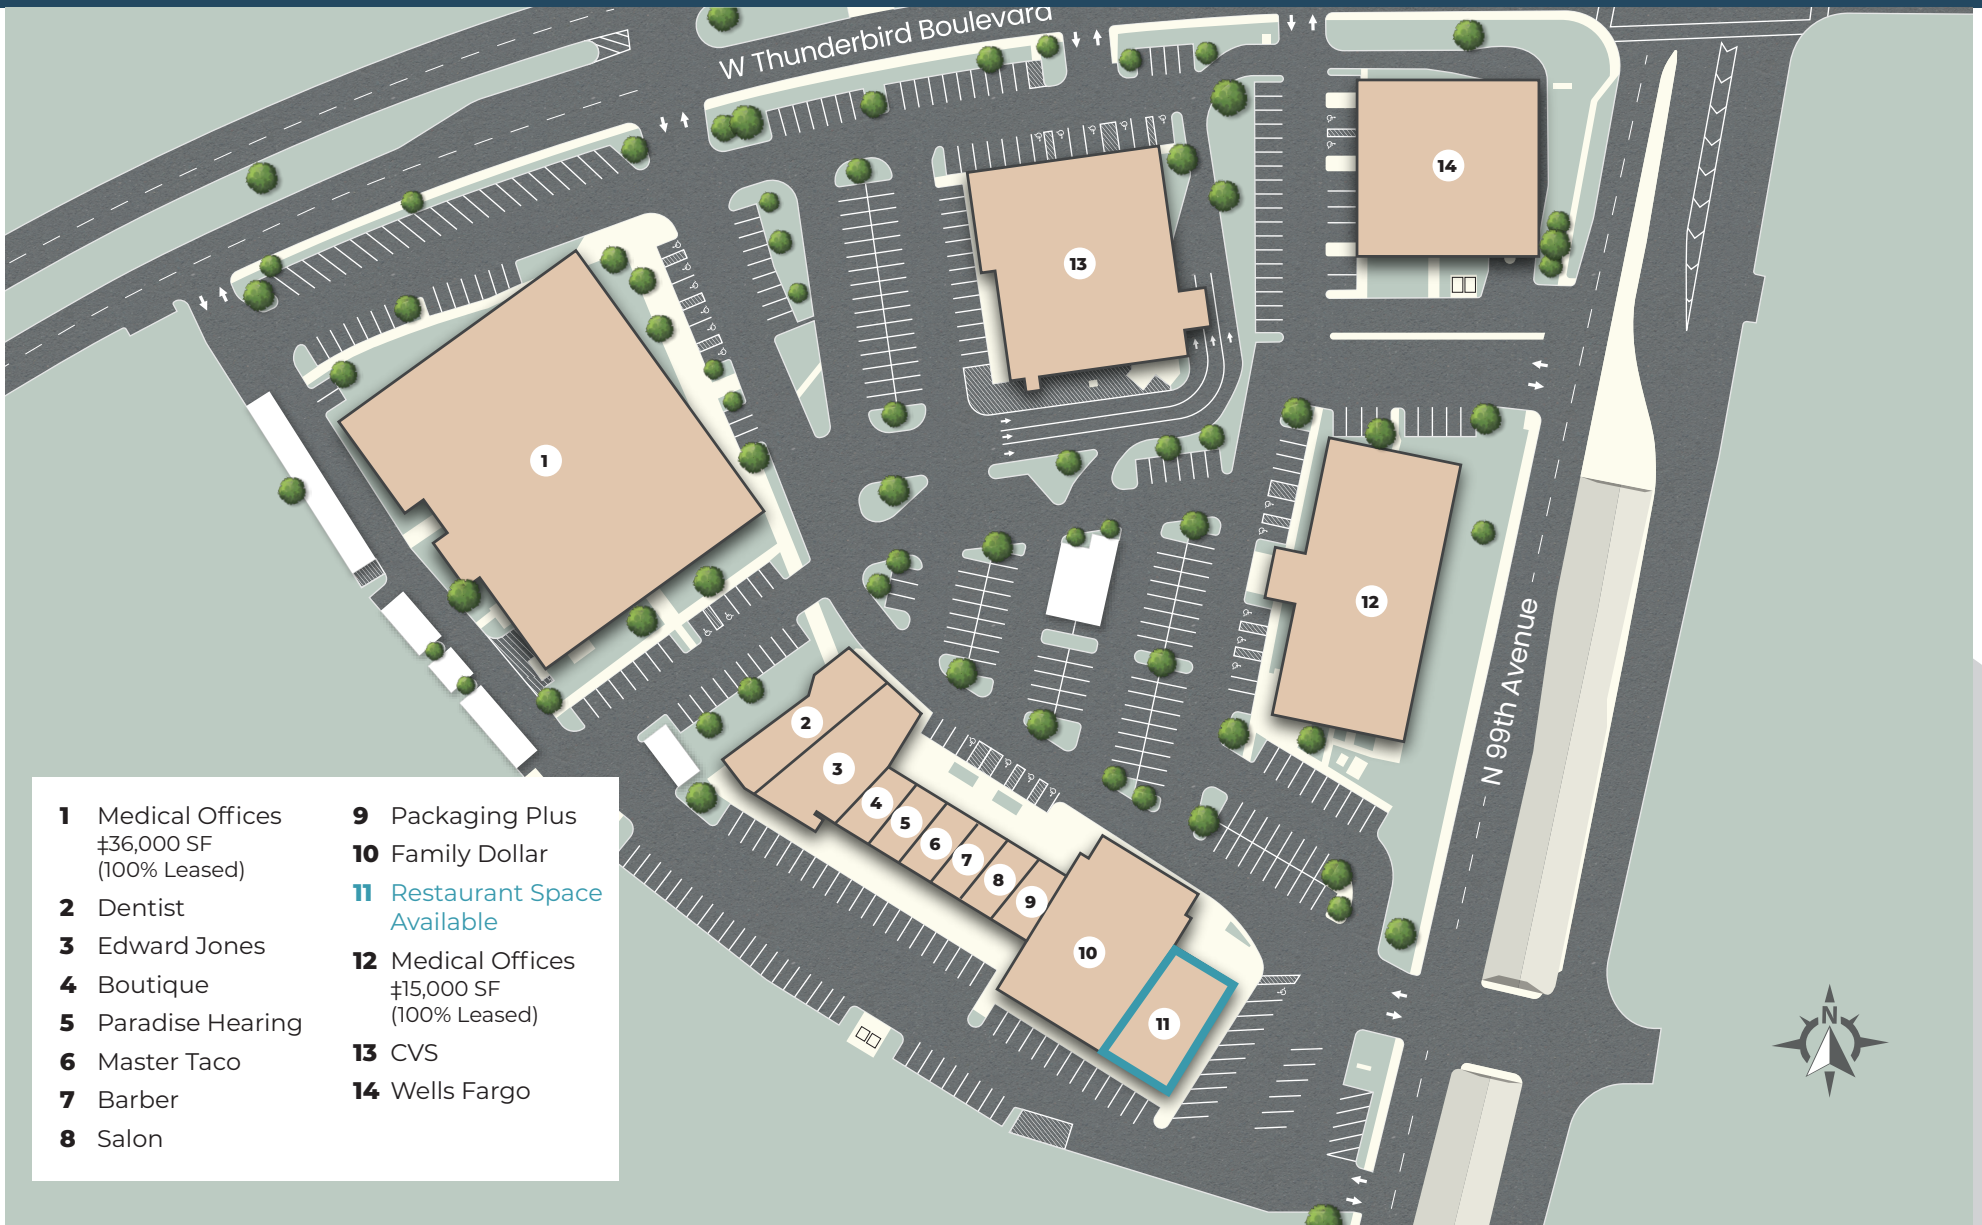 W Thunderbird Boulevard
14
13
1
12
N 99th Avenue
2
3
4
5
6
7
8
9
10
11
N
1 Medical Offices
‡36,000 SF
(100% Leased)
2 Dentist
3 Edward Jones
4 Boutique
5 Paradise Hearing
6 Master Taco
7 Barber
8 Salon
9 Packaging Plus
10 Family Dollar
11 Restaurant Space
Available
12 Medical Offices
‡15,000 SF
(100% Leased)
13 CVS
14 Wells Fargo